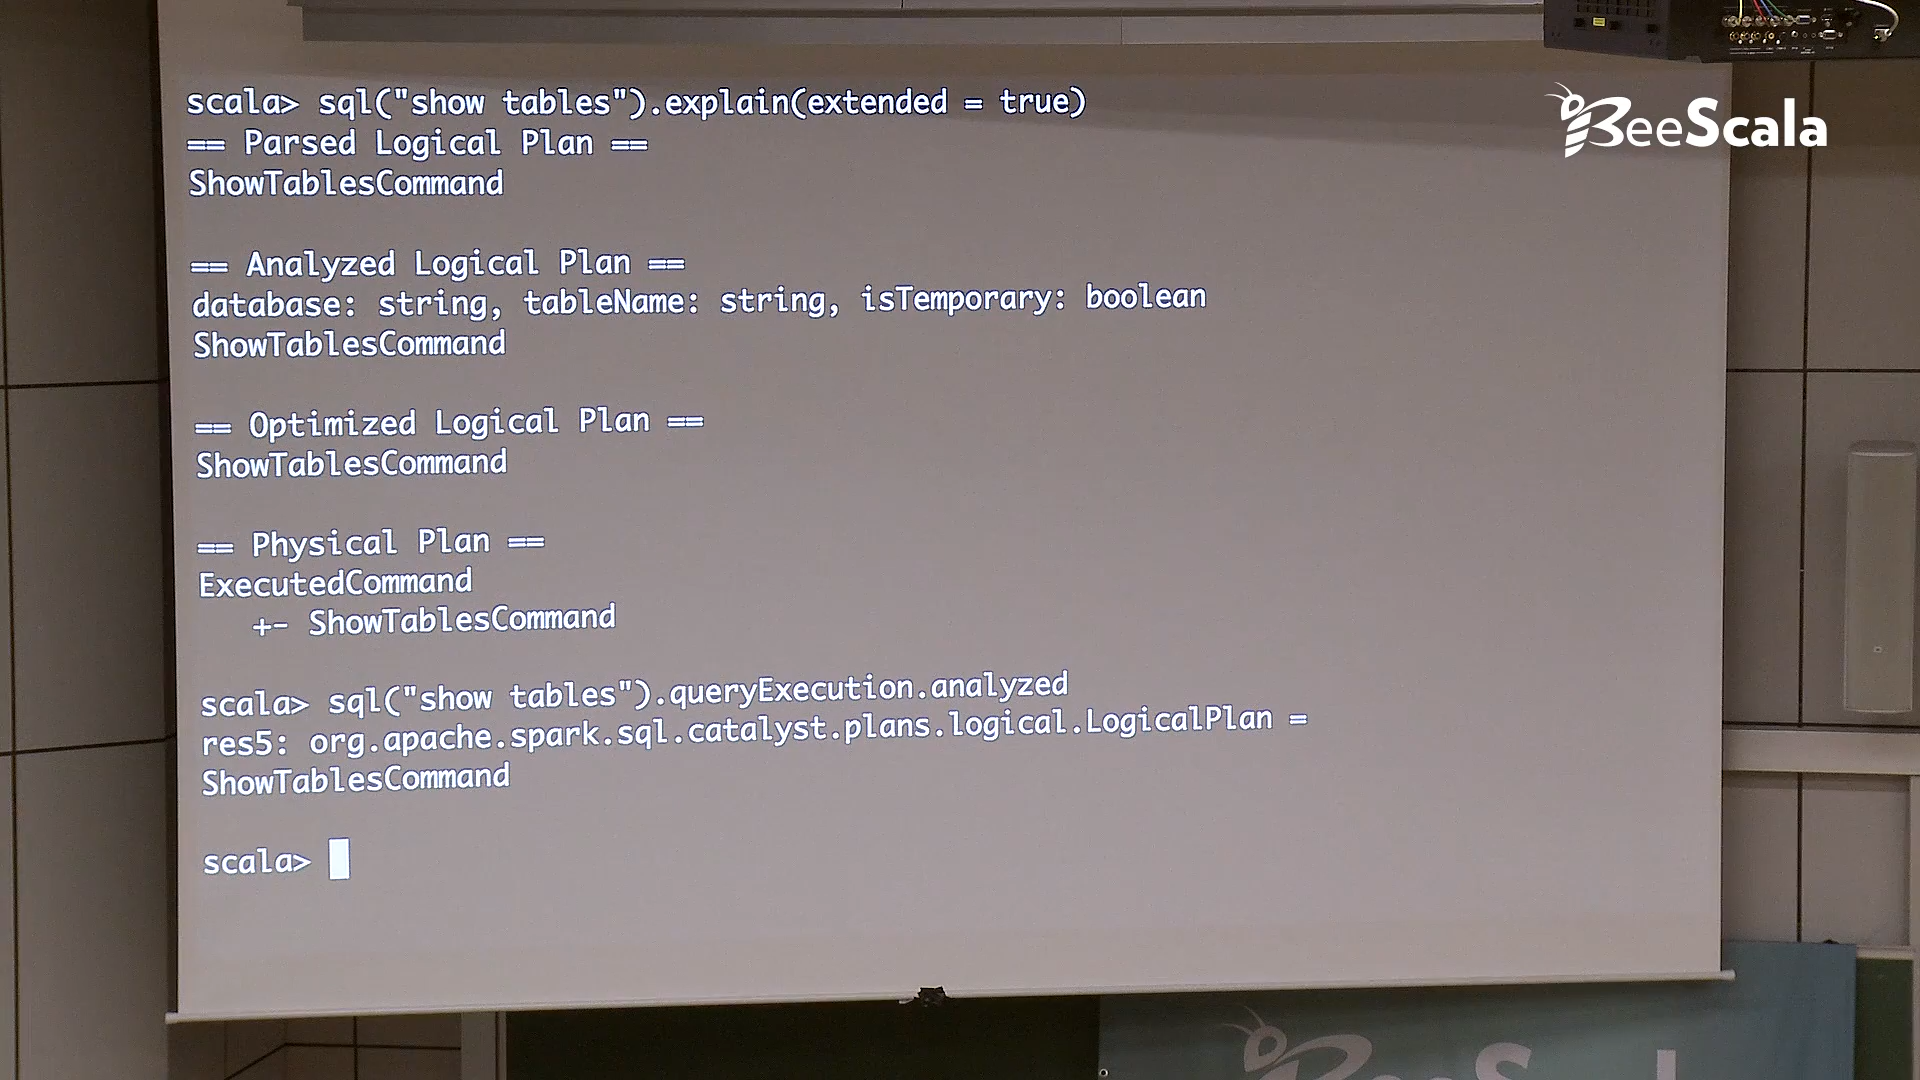 scala> sql("show tables").explain(extended = true)
== Parsed Logical Plan ==
ShowTablesCommand
== Analyzed Logical Plan ==
database: string, tableName: string, isTemporary: boolean
ShowTablesCommand
== Optimized Logical Plan ==
ShowTablesCommand
== Physical Plan ==
ExecutedCommand
+- ShowTablesCommand
scala> sql("show tables").queryExecution.analyzed
res5: org.apache.spark.sql.catalyst.plans.logical.LogicalPlan =
ShowTablesCommand
scala>
BeeScala